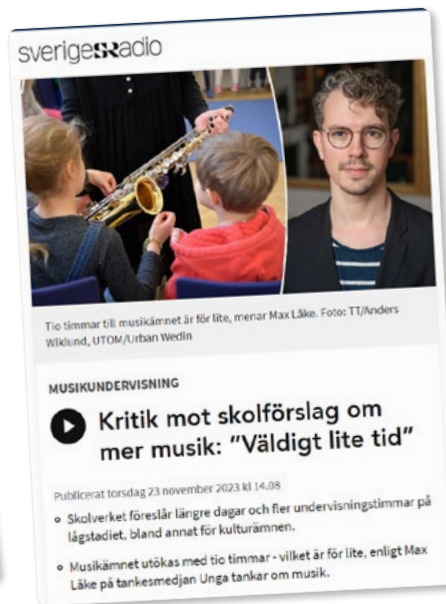 sverigesradio
Tio timmar till musikämnet är för lite, menar Max Låke. Foto: TT/Anders
Wiklund, UTOM/Urban Wedin
MUSIKUNDERVISNING
Kritik mot skolförslag om
mer musik: ”Väldigt lite tid”
Publicerat torsdag 23 november 2023 kl 14.08
• Skolverket föreslår längre dagar och fler undervisningstimmar på
lågstadiet, bland annat för kulturämnen.
• Musikämnet utökas med tio timmar - vilket är för lite, enligt Max
Låke på tankesmedjan Unga tankar om musik.